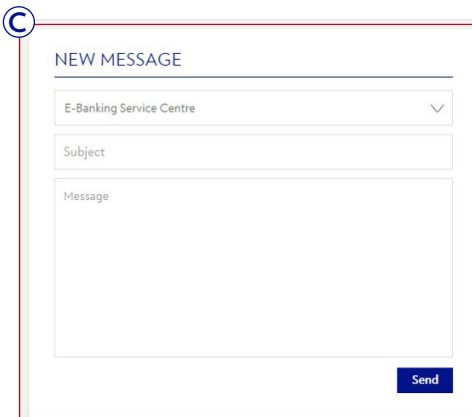 C
NEW MESSAGE
E-Banking Service Centre
Subject
Message
Send